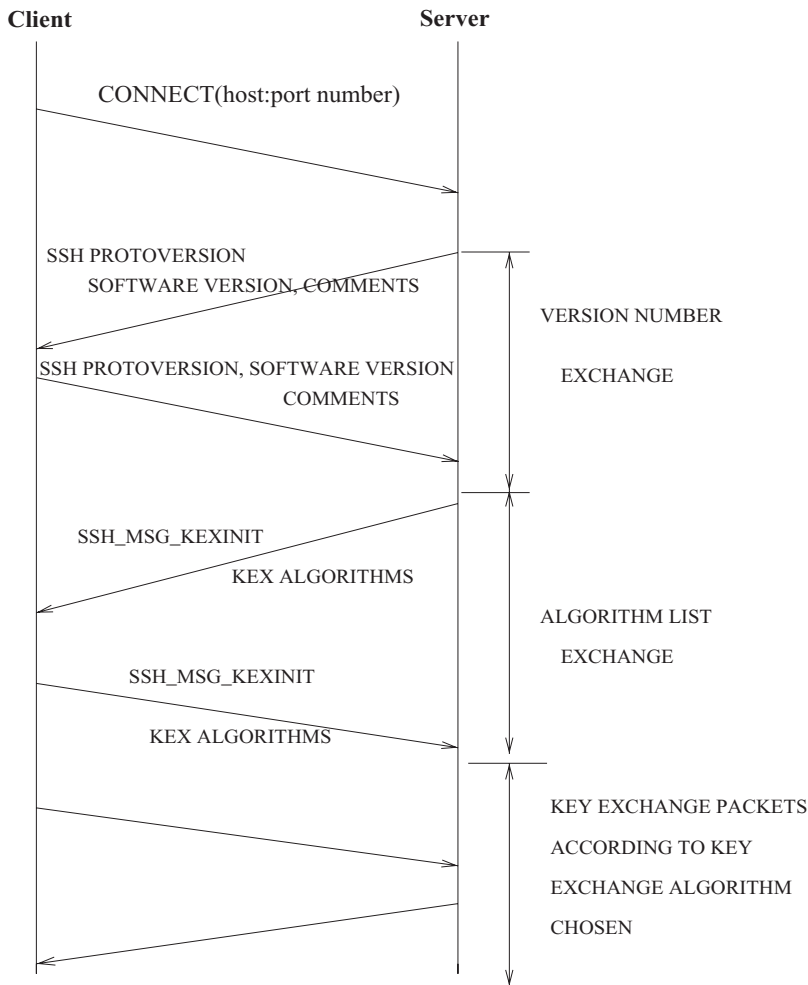 Client
Server
CONNECT(host:port number)
SSH PROTOVERSION
SOFTWARE VERSION, COMMENTS
VERSION NUMBER
EXCHANGE
SSH PROTOVERSION, SOFTWARE VERSION
COMMENTS
SSH_MSG_KEXINIT
KEX ALGORITHMS
ALGORITHM LIST
EXCHANGE
SSH_MSG_KEXINIT
KEX ALGORITHMS
KEY EXCHANGE PACKETS
ACCORDING TO KEY
EXCHANGE ALGORITHM
CHOSEN